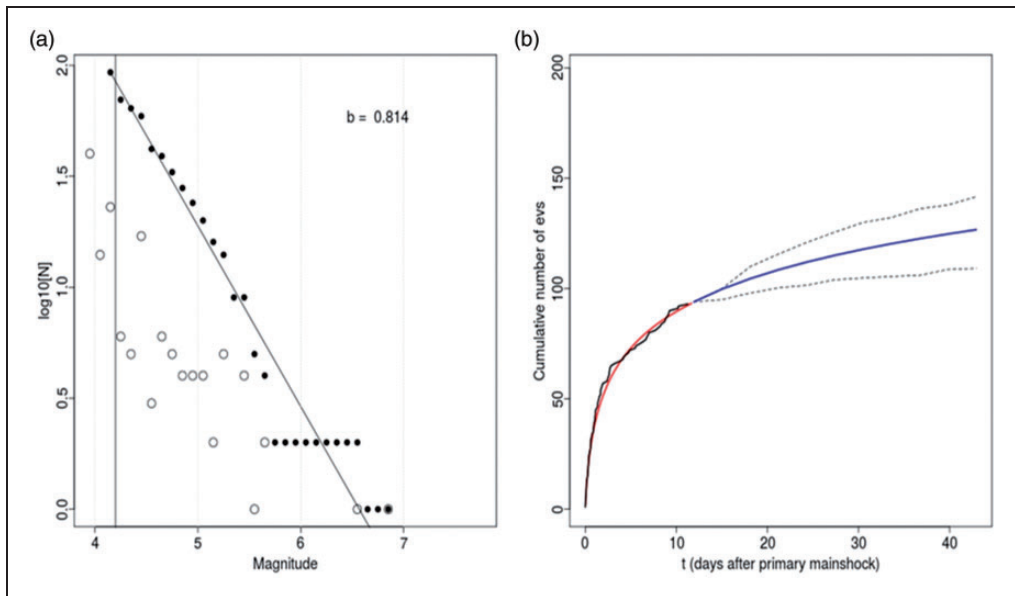 (a)
2.0
1.5
1.0
0.5
0.0
log10[N]
b = 0.814
4 5 6 7
Magnitude
(b)
200
150
100
50
0
Cumulative number of evs
0 10 20 30 40
t (days after primary mainshock)